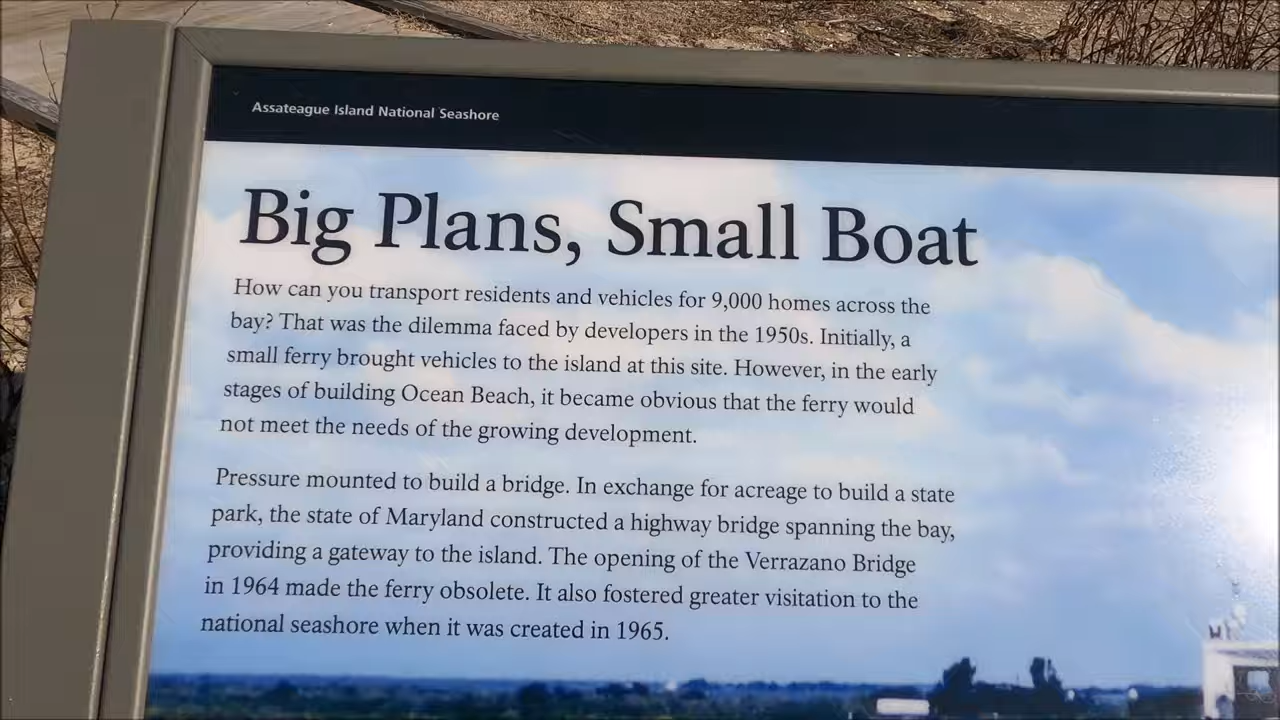 Assateague Island National Seashore
Big Plans, Small Boat
How can you transport residents and vehicles for 9,000 homes across the
bay? That was the dilemma faced by developers in the 1950s. Initially, a
small ferry brought vehicles to the island at this site. However, in the early
stages of building Ocean Beach, it became obvious that the ferry would
not meet the needs of the growing development.
Pressure mounted to build a bridge. In exchange for acreage to build a state
park, the state of Maryland constructed a highway bridge spanning the bay,
providing a gateway to the island. The opening of the Verrazano Bridge
in 1964 made the ferry obsolete. It also fostered greater visitation to the
national seashore when it was created in 1965.